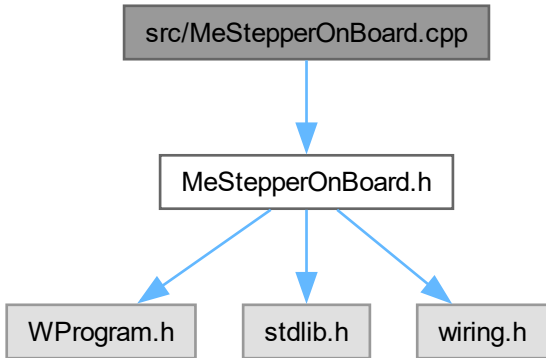 src/MeStepperOnBoard.cpp
MeStepperOnBoard.h
WProgram.h
stdlib.h
wiring.h